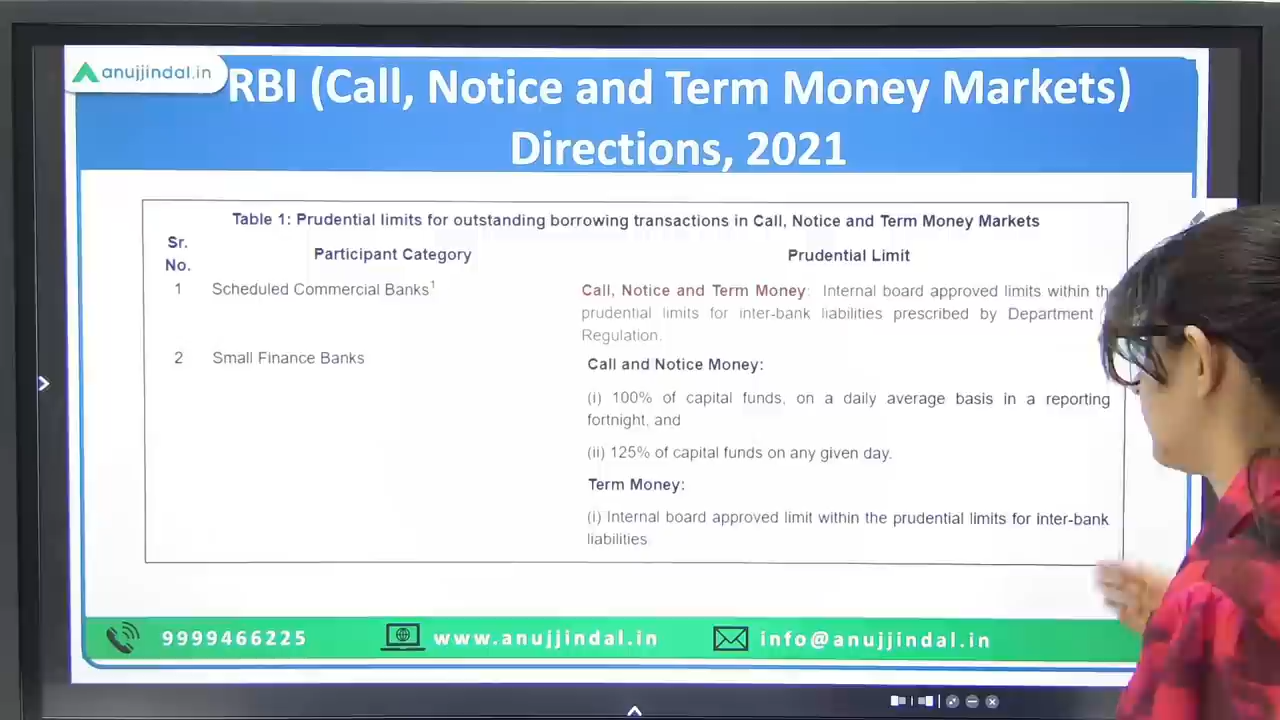 anujjindal.in
RBI (Call, Notice and Term Money Markets)
Directions, 2021
Table 1: Prudential limits for outstanding borrowing transactions in Call, Notice and Term Money Markets
Sr.
No.
Participant Category
Prudential Limit
1 Scheduled Commercial Banks1
Call, Notice and Term Money: Internal board approved limits within
prudential limits for inter-bank liabilities prescribed by Department
Regulation.
2 Small Finance Banks
Call and Notice Money:
(i) 100% of capital funds, on a daily average basis in a reporting
fortnight, and
(ii) 125% of capital funds on any given day.
Term Money:
(i) Internal board approved limit within the prudential limits for inter-bank
liabilities.
9999466225 www.anujjindal.in info@anujjindal.in